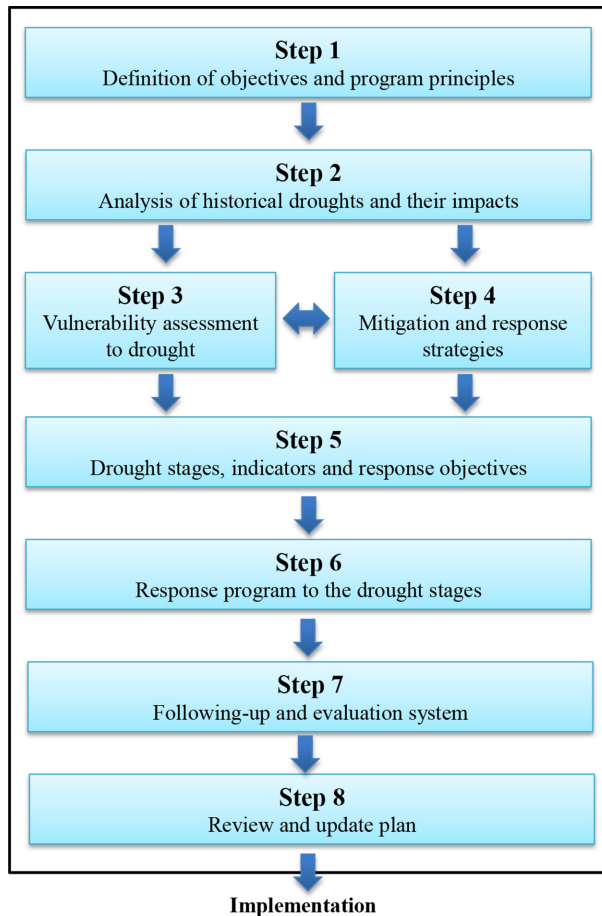 Step 1
Definition of objectives and program principles
Step 2
Analysis of historical droughts and their impacts
Step 3
Vulnerability assessment
to drought
Step 4
Mitigation and response
strategies
Step 5
Drought stages, indicators and response objectives
Step 6
Response program to the drought stages
Step 7
Following-up and evaluation system
Step 8
Review and update plan
Implementation